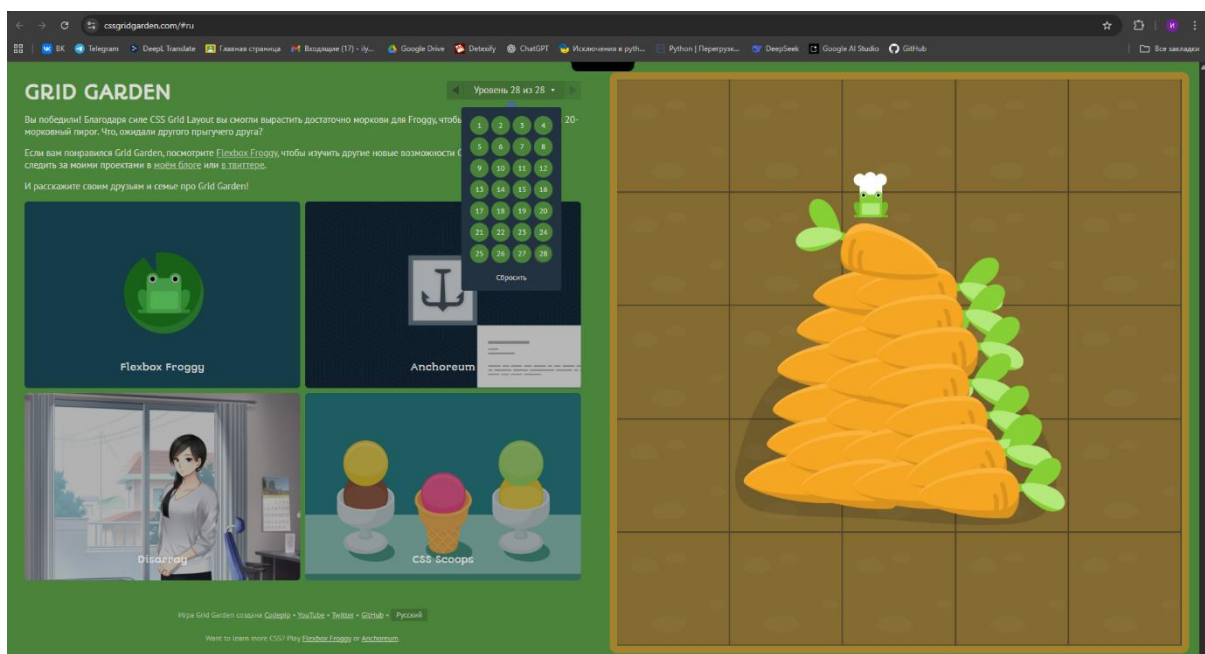 cssgridgarden.com/#ru
И
ВК Telegram DeepL Translate Главная страница Входящие (17) - ily... Google Drive Detexify ChatGPT Исключения в pyth... Python | Перегрузк... DeepSeek Google AI Studio GitHub Все закладки
GRID GARDEN
Уровень 28 из 28
Вы победили! Благодаря силе CSS Grid Layout вы смогли вырастить достаточно моркови для Froggy, чтобы 20-
морковный пирог. Что, ожидали другого прыгучего друга?
Если вам понравился Grid Garden, посмотрите Flexbox Froggy, чтобы изучить другие новые возможности
следить за моими проектами в моём блоге или в твиттере.
И расскажите своим друзьям и семье про Grid Garden!
1 2 3 4
5 6 7 8
9 10 11 12
13 14 15 16
17 18 19 20
21 22 23 24
25 26 27 28
Сбросить
Flexbox Froggy
Anchoreum
Disarray
CSS Scoops
Игра Grid Garden создана Codepip • YouTube • Twitter • GitHub • Русский
Want to learn more CSS? Play Flexbox Froggy or Anchoreum.